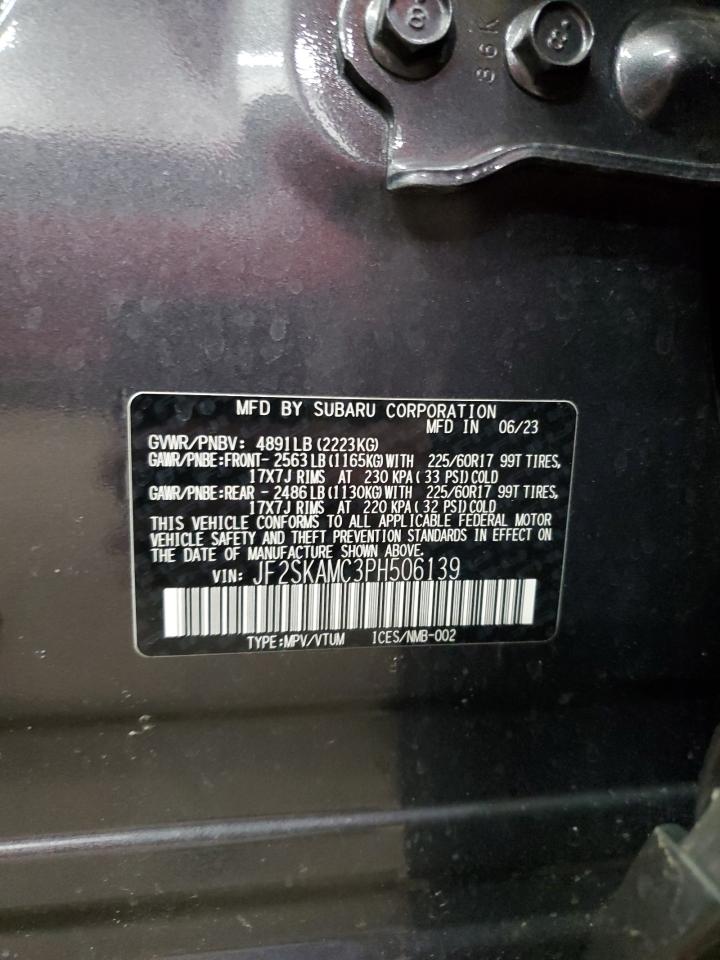 8
8
36K
MFD BY SUBARU CORPORATION
MFD IN 06/23
GVWR/PNBV: 4891LB(2223KG)
GAWR/PNBE:FRONT- 2563LB(1165KG)WITH 225/60R17 99T TIRES,
17X7J RIMS AT 230 KPA(33 PSI)COLD
GAWR/PNBE:REAR - 2486LB(1130KG)WITH 225/60R17 99T TIRES,
17X7J RIMS AT 220 KPA(32 PSI)COLD
THIS VEHICLE CONFORMS TO ALL APPLICABLE FEDERAL MOTOR
VEHICLE SAFETY AND THEFT PREVENTION STANDARDS IN EFFECT ON
THE DATE OF MANUFACTURE SHOWN ABOVE.
VIN: JF2SKAMC3PH506139
TYPE:MPV/VTUM ICES/NMB-002